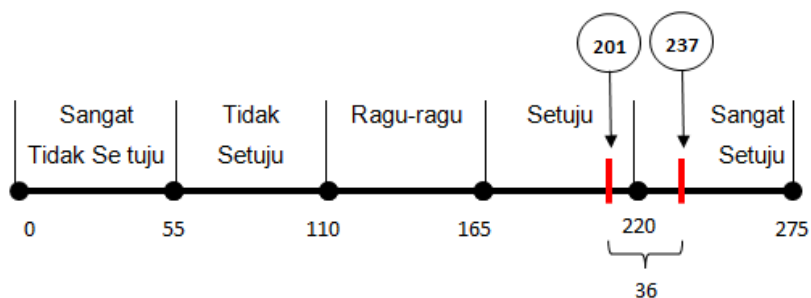 201 237
Sangat Tidak Ragu-ragu Setuju Sangat
Tidak Se tuju Setuju Setuju
0 55 110 165 220 275
36